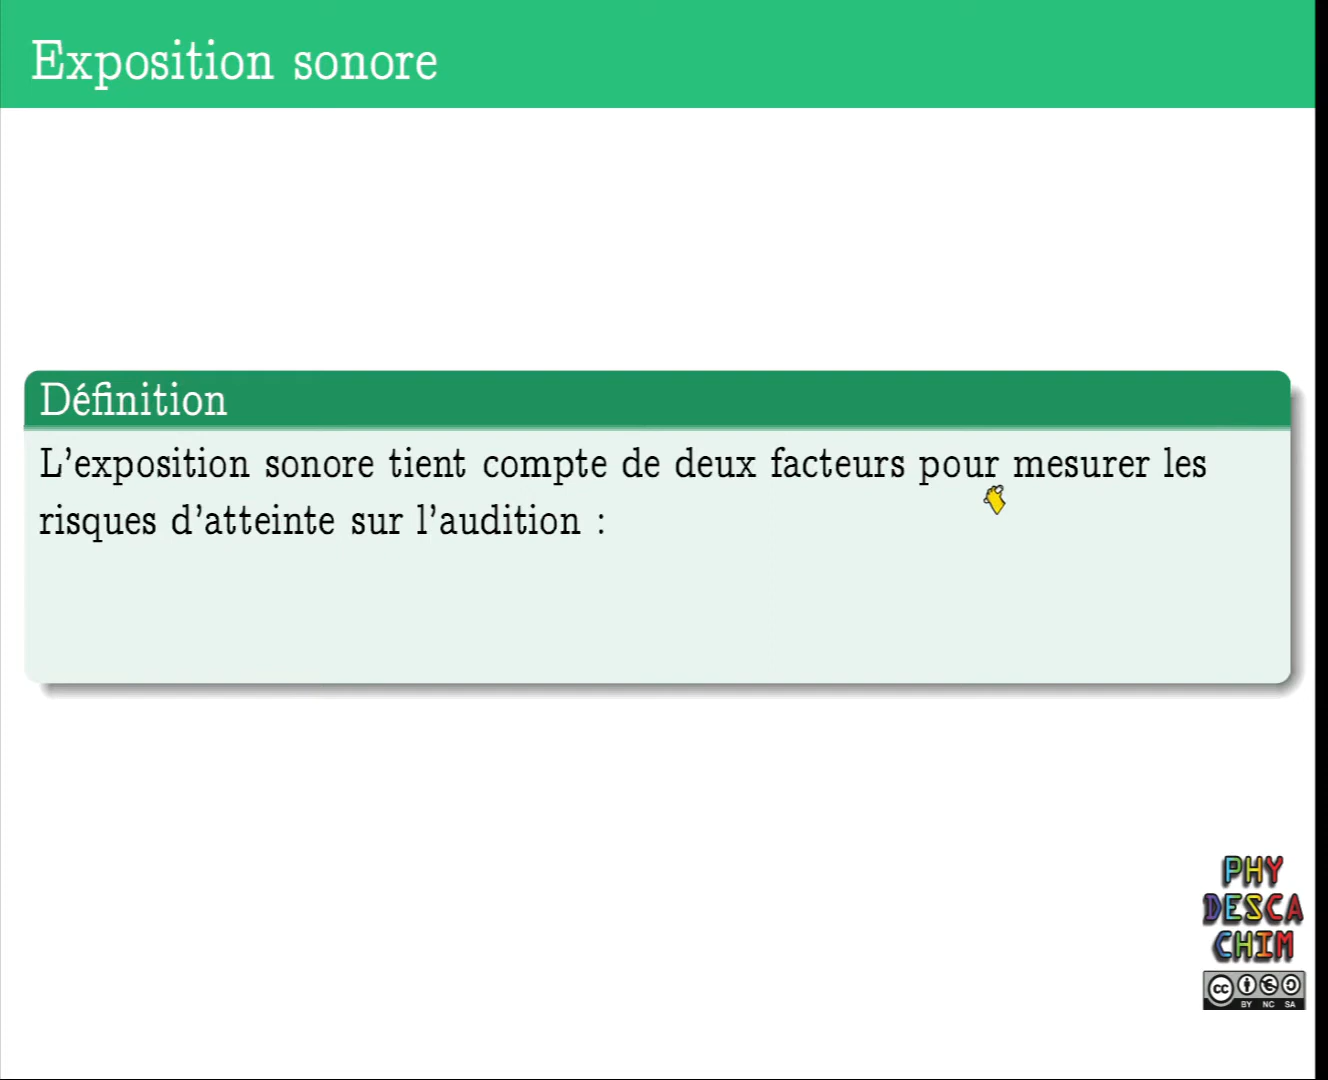 Exposition sonore
Définition
L'exposition sonore tient compte de deux facteurs pour mesurer les
risques d'atteinte sur l'audition :
PHY
DESCA
CHIM
cc
BY NC SA